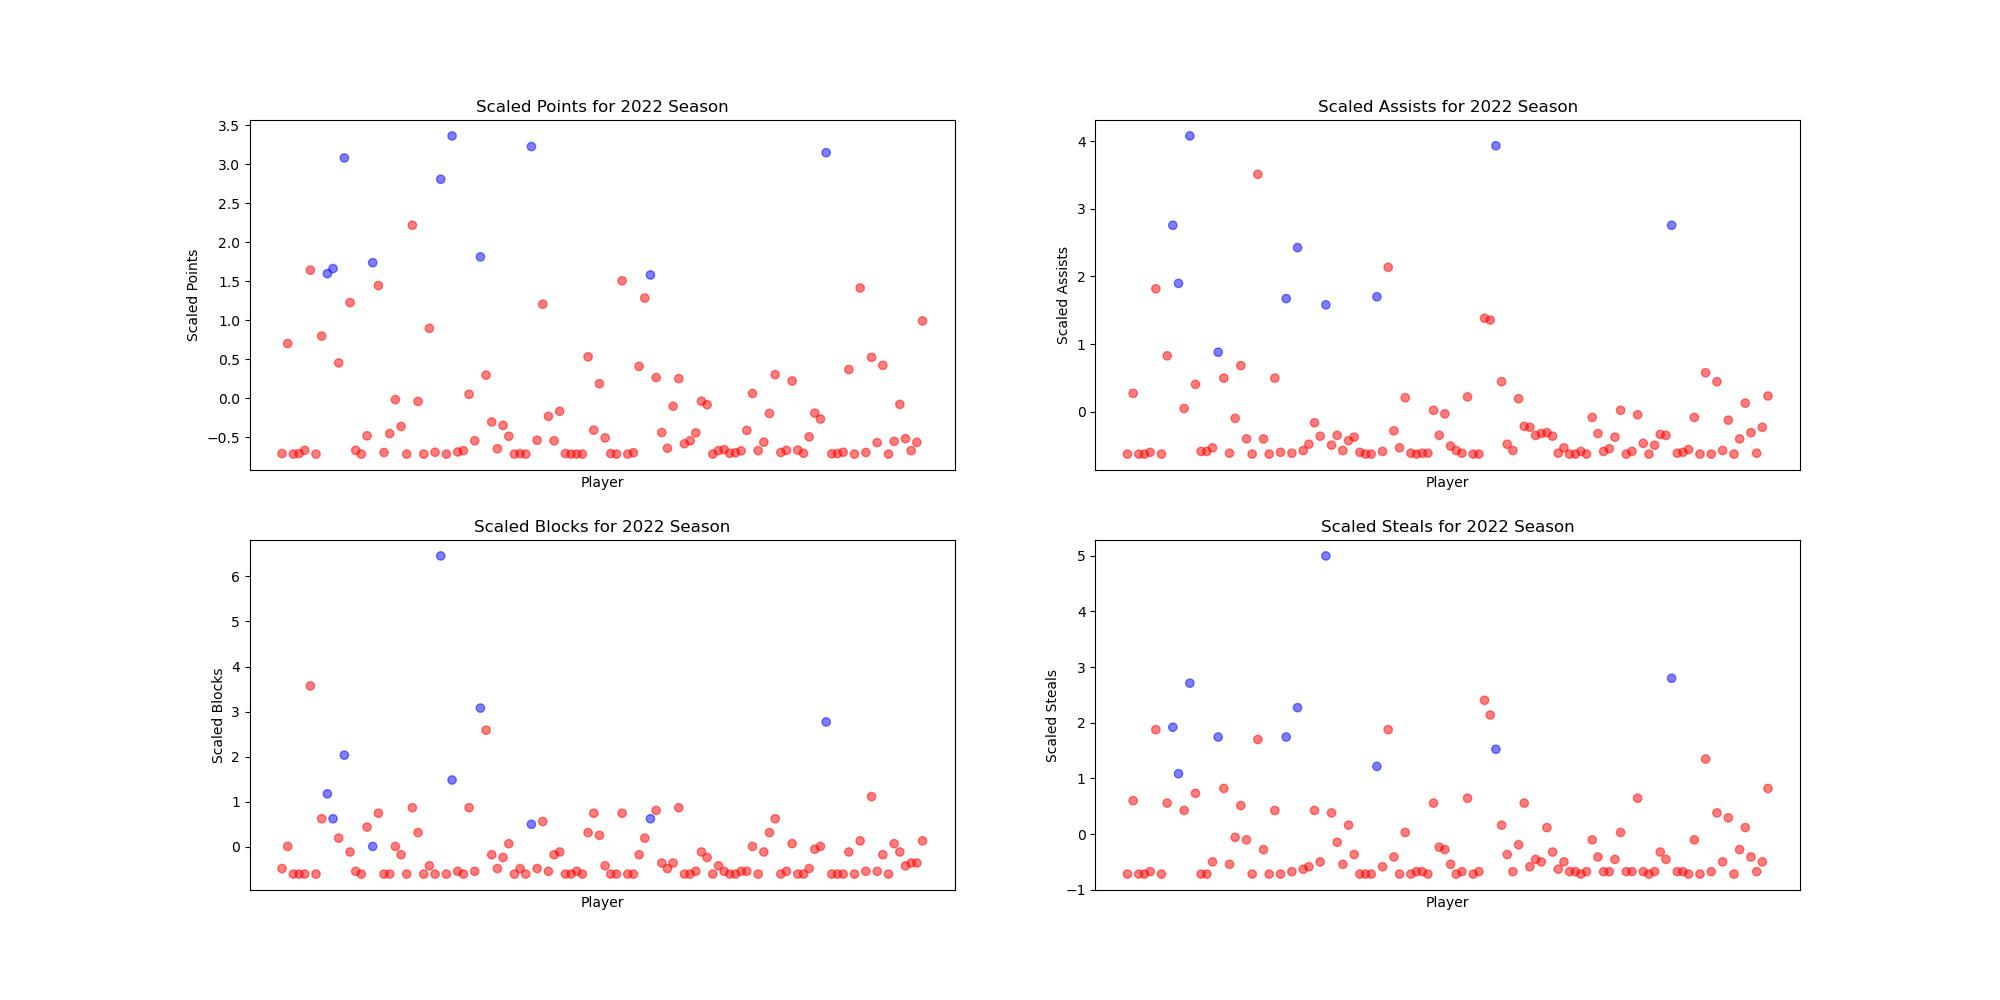 Scaled Points for 2022 Season
3.5
3.0
2.5
2.0
1.5
1.0
0.5
0.0
−0.5
Scaled Points
Player
Scaled Assists for 2022 Season
4
3
2
1
0
Scaled Assists
Player
Scaled Blocks for 2022 Season
6
5
4
3
2
1
0
Scaled Blocks
Player
Scaled Steals for 2022 Season
5
4
3
2
1
0
−1
Scaled Steals
Player